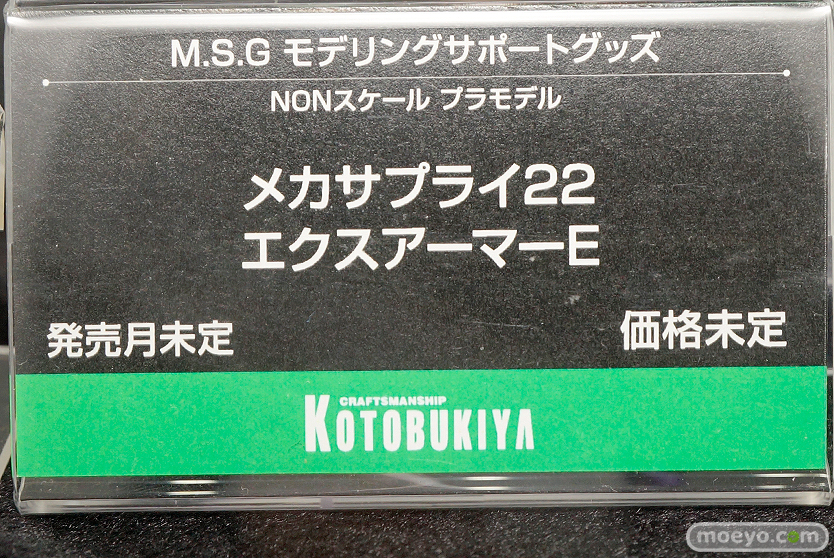 M.S.G モデリングサポートグッズ
NONスケール プラモデル
メカサプライ22
エクスアーマーE
発売月未定
価格未定
CRAFTSMANSHIP
KOTOBUKIYA
moeyo.com